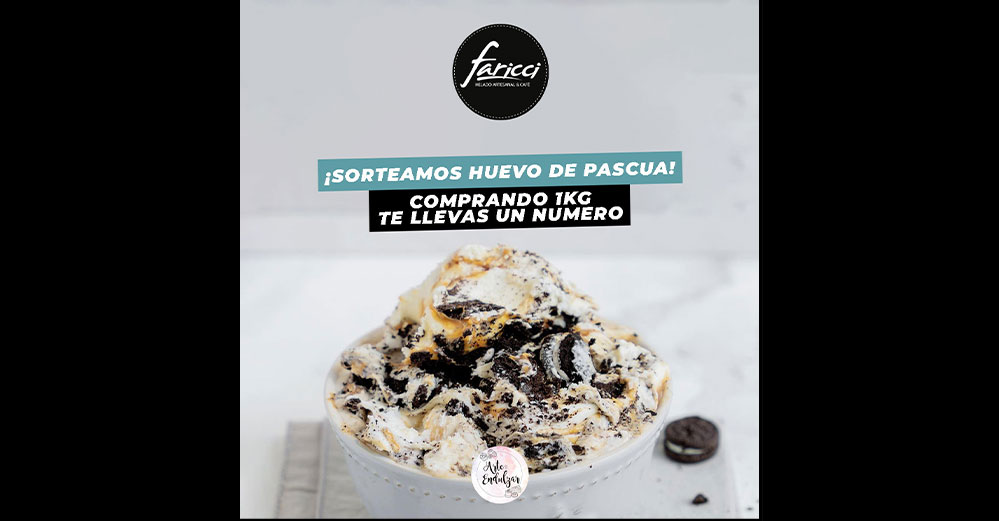 faricci
HELADO ARTESANAL & CAFÉ
¡SORTEAMOS HUEVO DE PASCUA!
COMPRANDO 1KG
TE LLEVAS UN NUMERO
Arte
Endulzar